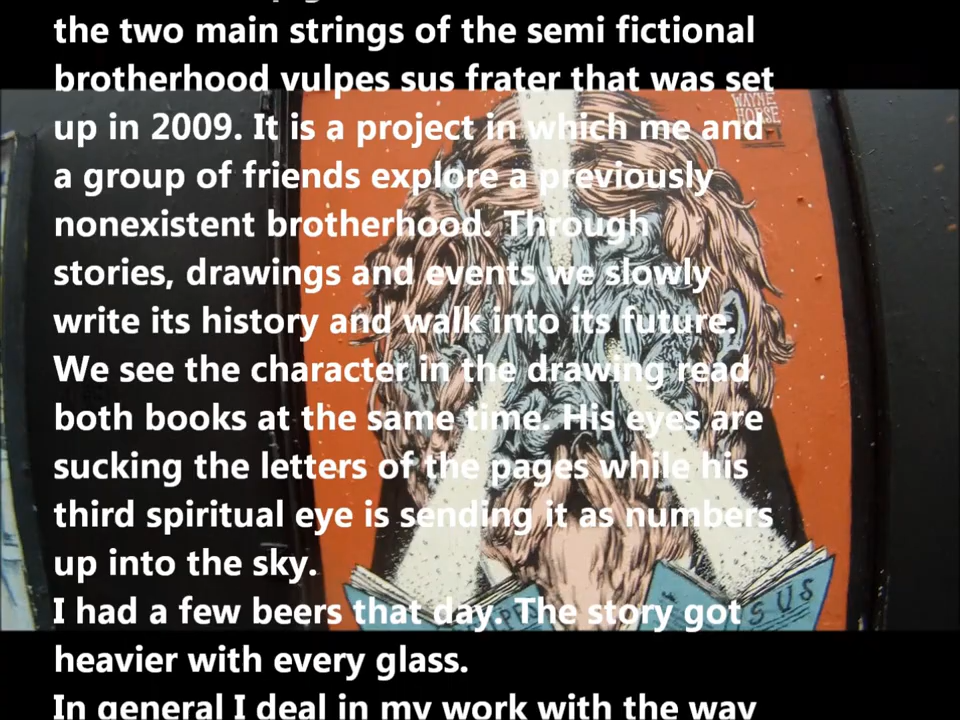 the two main strings of the semi fictional
brotherhood vulpes sus frater that was set
up in 2009. It is a project in which me and
a group of friends explore a previously
nonexistent brotherhood. Through
stories, drawings and events we slowly
write its history and walk into its future.
We see the character in the drawing read
both books at the same time. His eyes are
sucking the letters of the pages while his
third spiritual eye is sending it as numbers
up into the sky.
I had a few beers that day. The story got
heavier with every glass.
In general I deal in my work with the way
WAYNE
HORSE
SUS